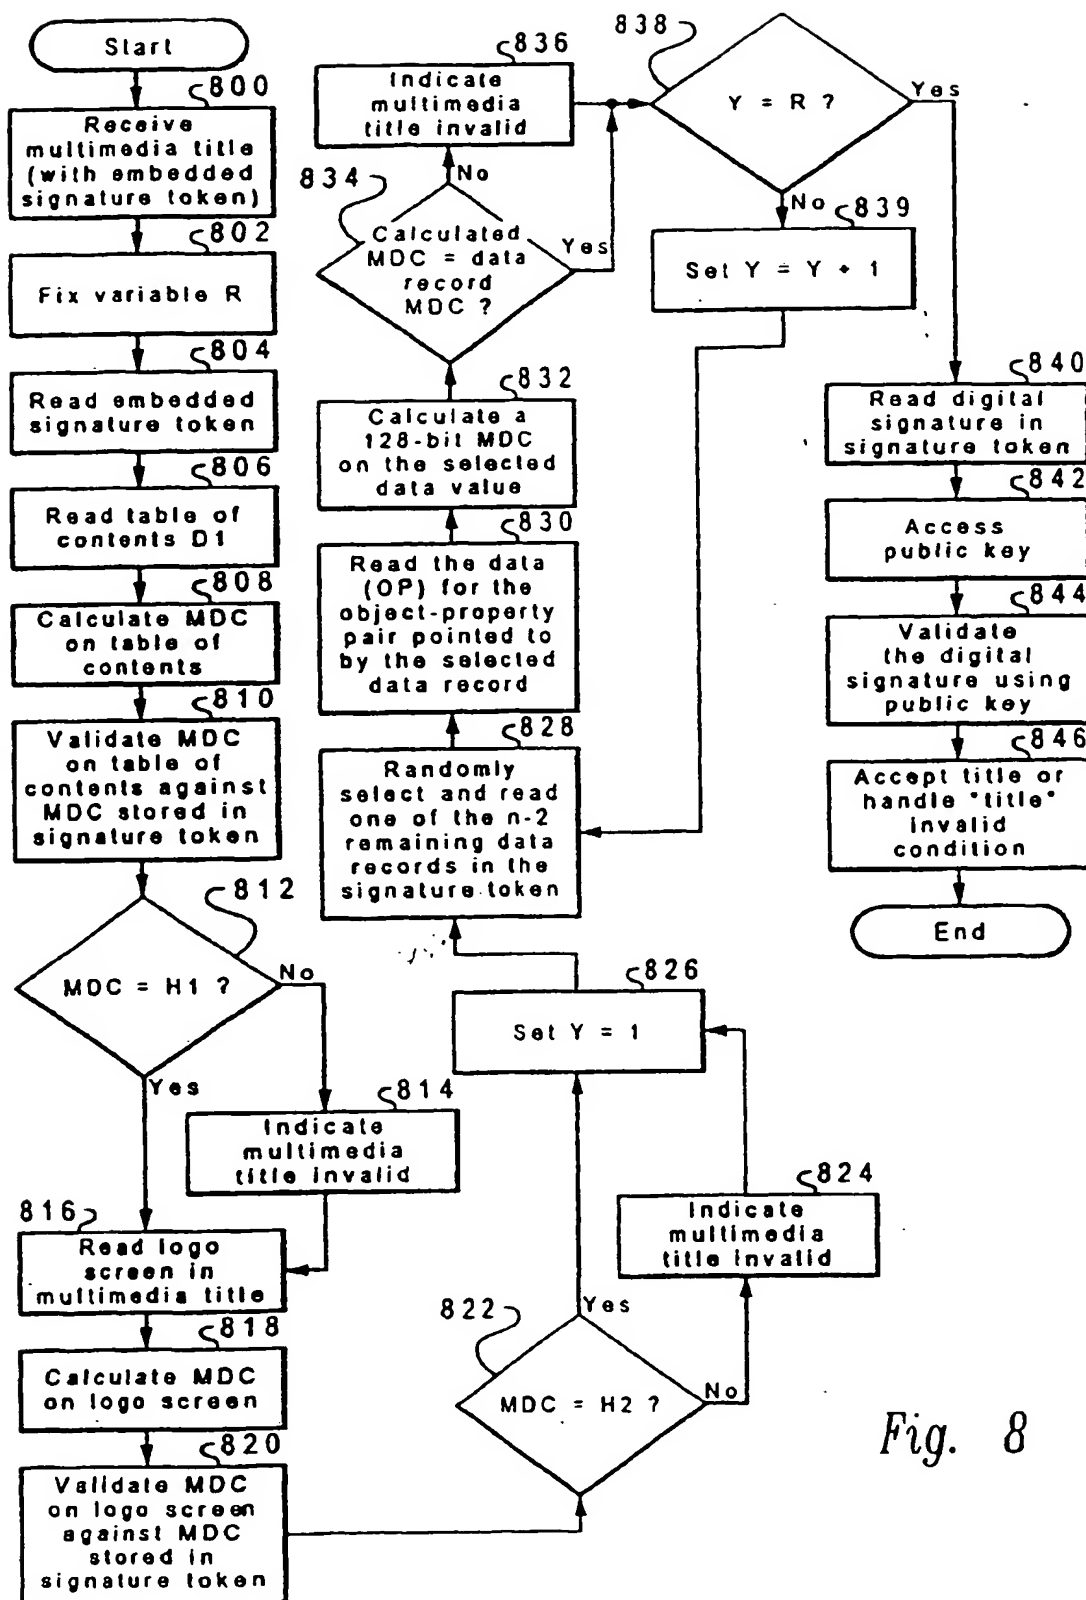 Start
800
Receive
multimedia title
(with embedded
signature token)
802
Fix variable R
804
Read embedded
signature token
806
Read table of
contents D1
808
Calculate MDC
on table of
contents
810
Validate MDC
on table of
contents against
MDC stored in
signature token
812
MDC = H1 ?
No
Yes
814
Indicate
multimedia
title invalid
816
Read logo
screen in
multimedia title
818
Calculate MDC
on logo screen
820
Validate MDC
on logo screen
against MDC
stored in
signature token
822
MDC = H2 ?
Yes
No
824
Indicate
multimedia
title invalid
826
Set Y = 1
828
Randomly
select and read
one of the n-2
remaining data
records in the
signature token
830
Read the data
(OP) for the
object-property
pair pointed to
by the selected
data record
832
Calculate a
128-bit MDC
on the selected
data value
834
Calculated
MDC = data
record
MDC ?
No
Yes
836
Indicate
multimedia
title invalid
838
Y = R ?
Yes
No
839
Set Y = Y + 1
840
Read digital
signature in
signature token
842
Access
public key
844
Validate
the digital
signature using
public key
846
Accept title or
handle "title"
invalid
condition
End
Fig. 8